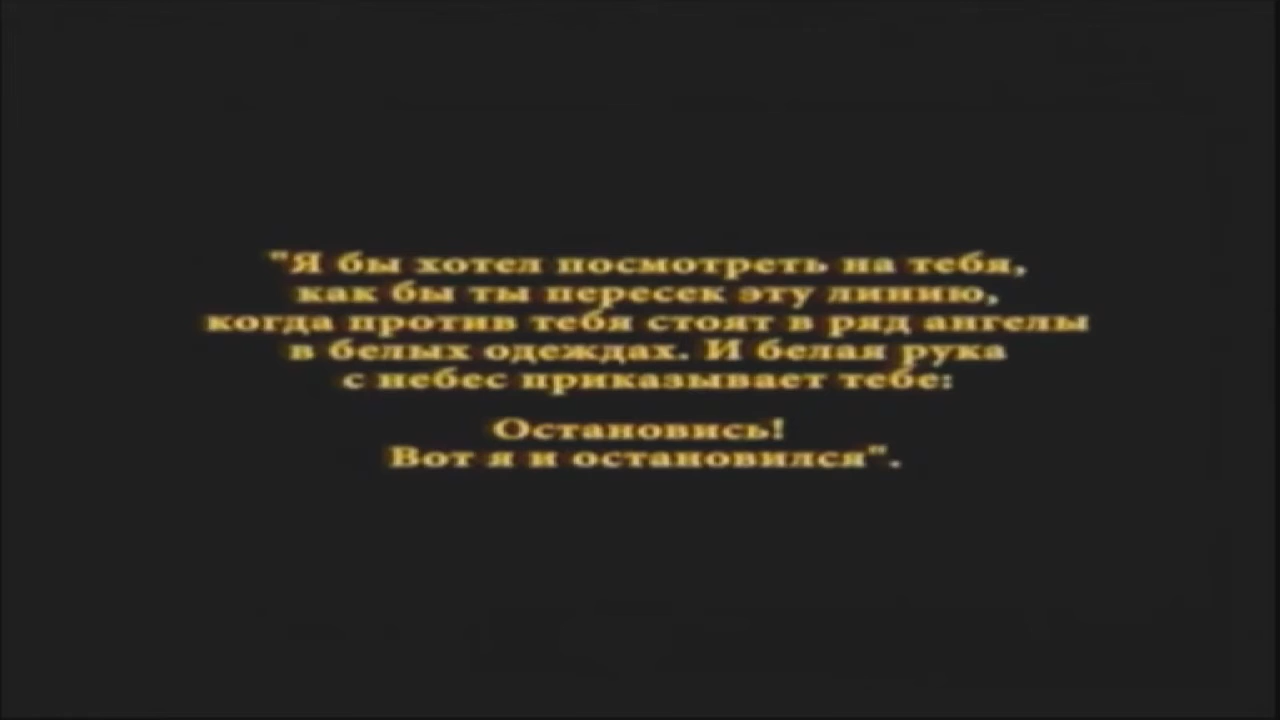 "Я бы хотел посмотреть на тебя,
как бы ты пересек эту линию,
когда против тебя стоят в ряд ангелы
в белых одеждах. И белая рука
с небес приказывает тебе:
Остановись!
Вот я и остановился".